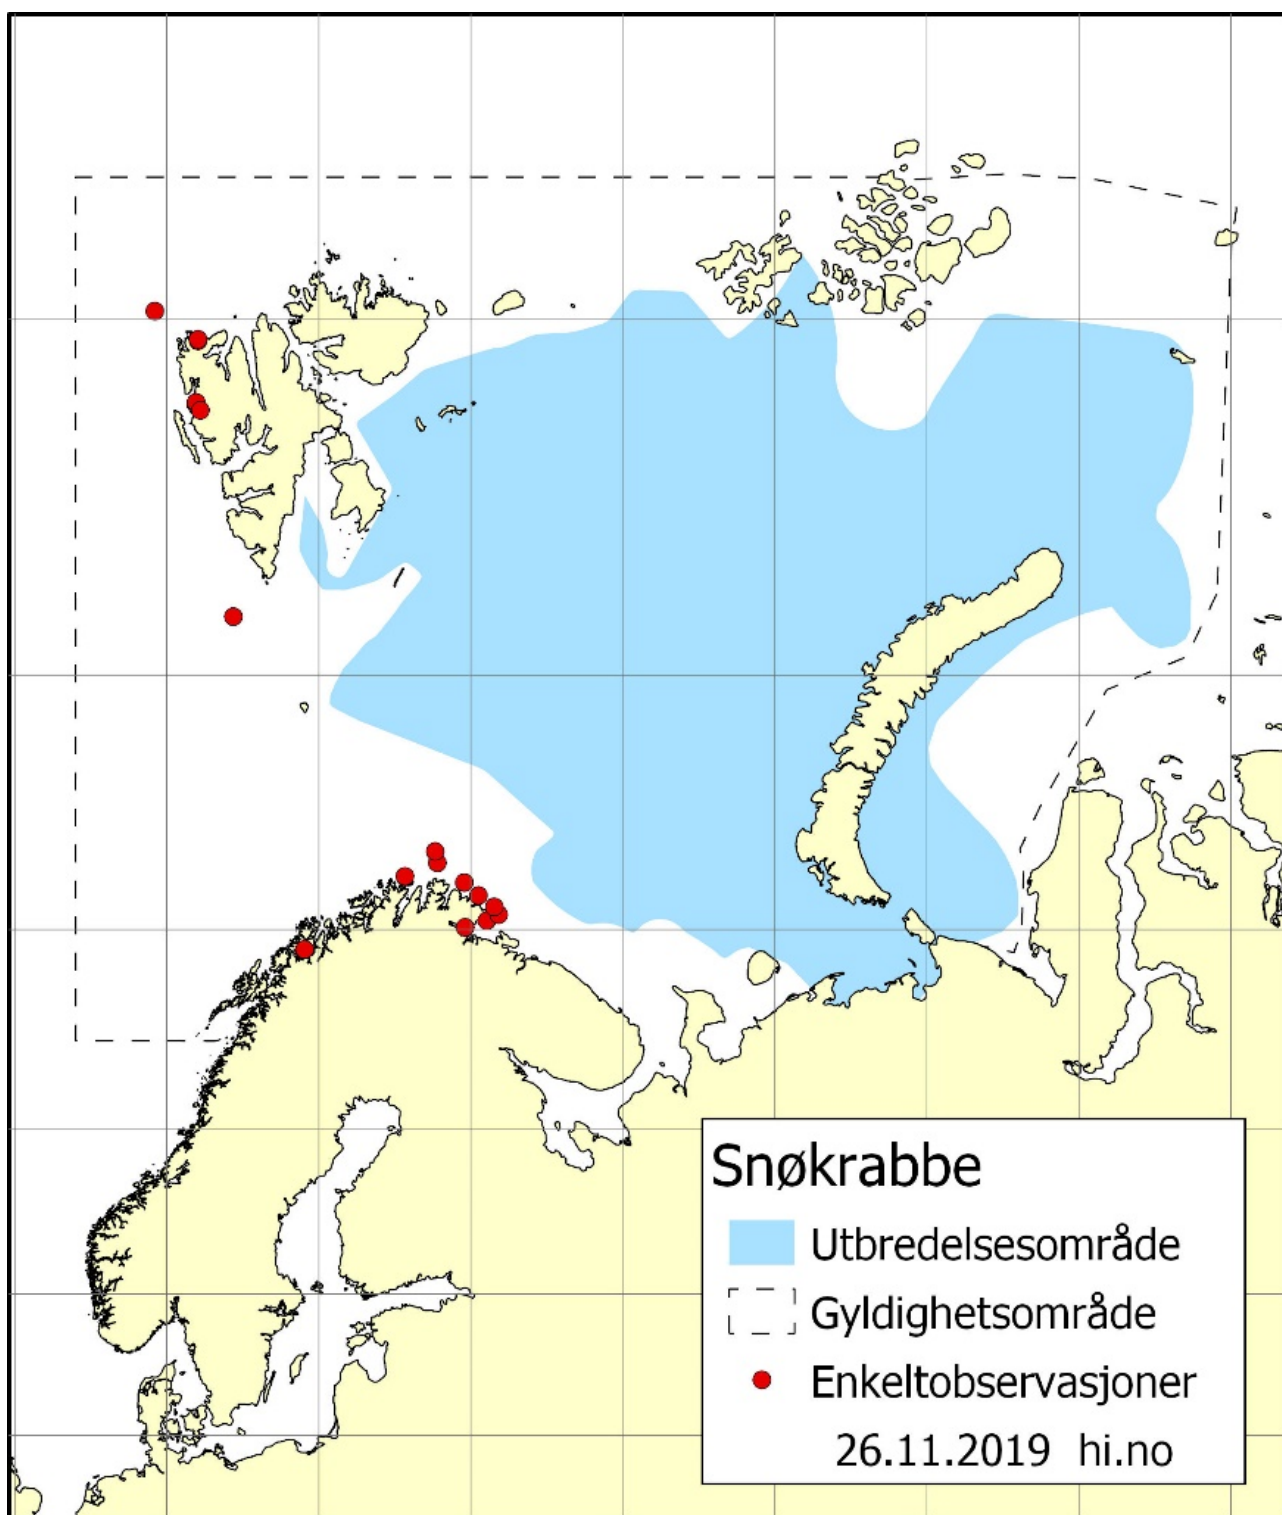 Snøkrabbe
Utbredelsesområde
Gyldighetsområde
Enkeltobservasjoner
26.11.2019 hi.no